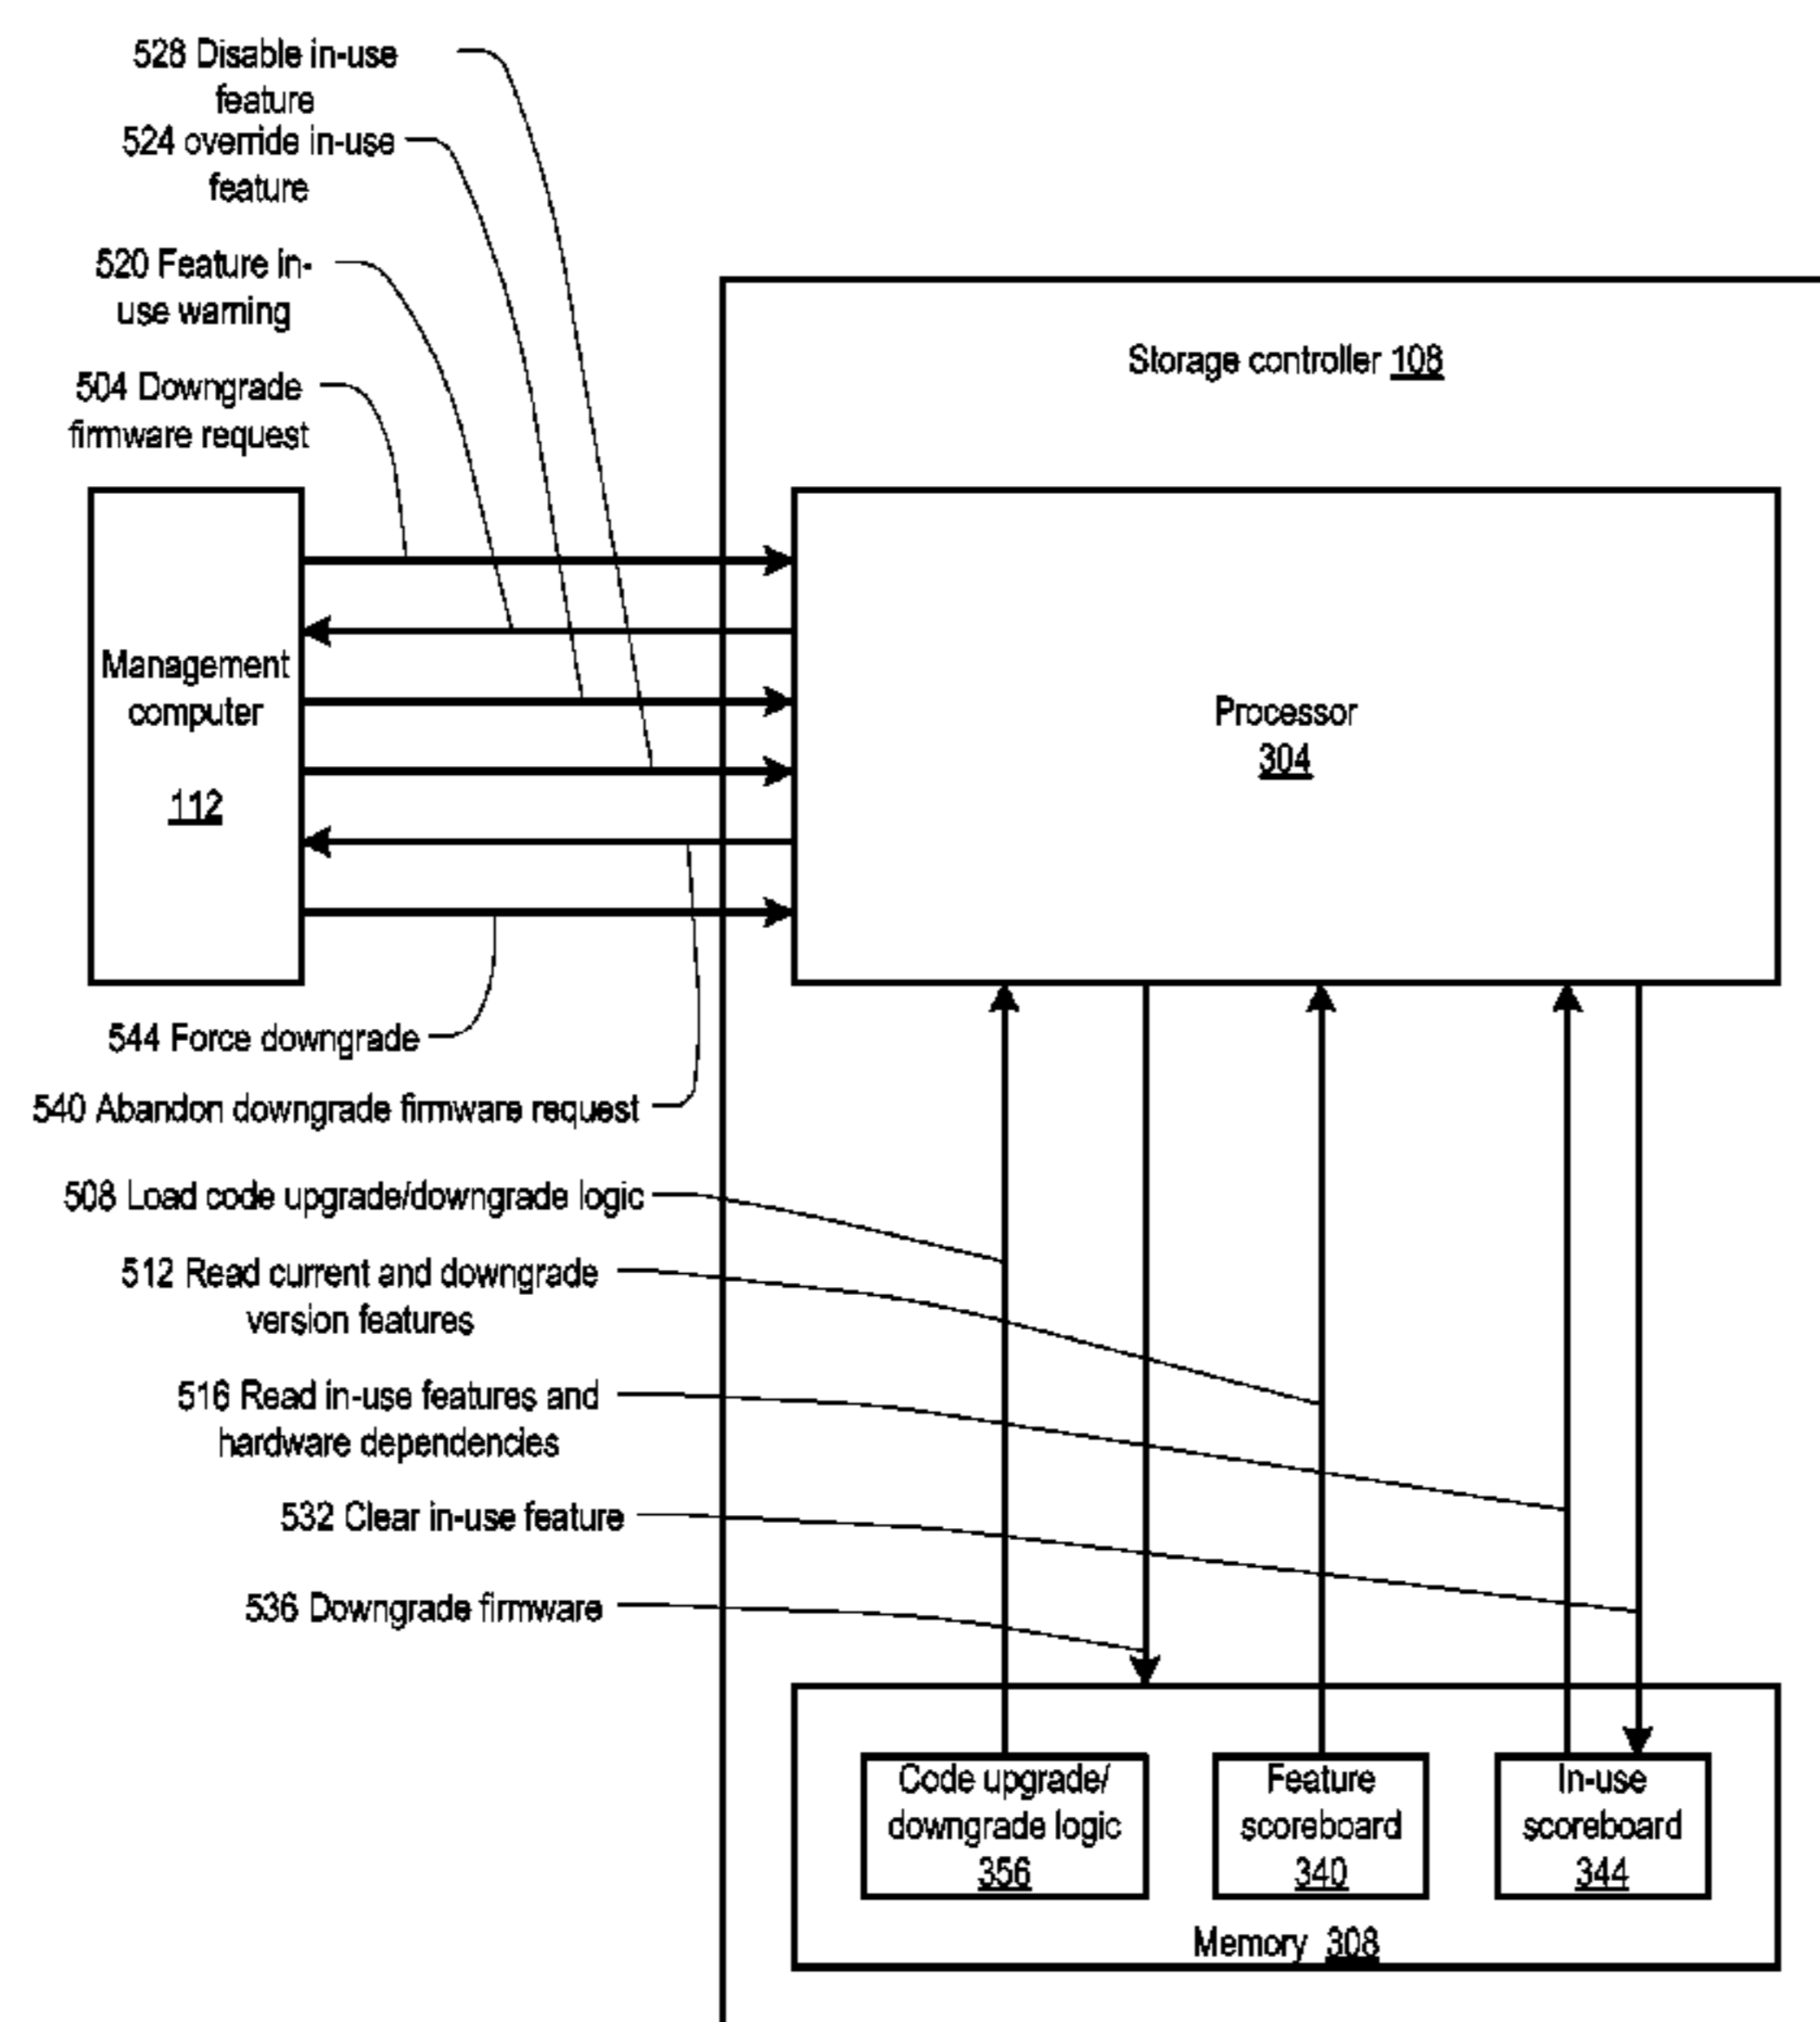 528 Disable in-use
feature
524 override in-use
feature
520 Feature in-
use warning
504 Downgrade
firmware request
Storage controller 108
Management
computer
112
Processor
304
544 Force downgrade
540 Abandon downgrade firmware request
508 Load code upgrade/downgrade logic
512 Read current and downgrade
version features
516 Read in-use features and
hardware dependencies
532 Clear in-use feature
536 Downgrade firmware
Code upgrade/
downgrade logic
356
Feature
scoreboard
340
In-use
scoreboard
344
Memory 308